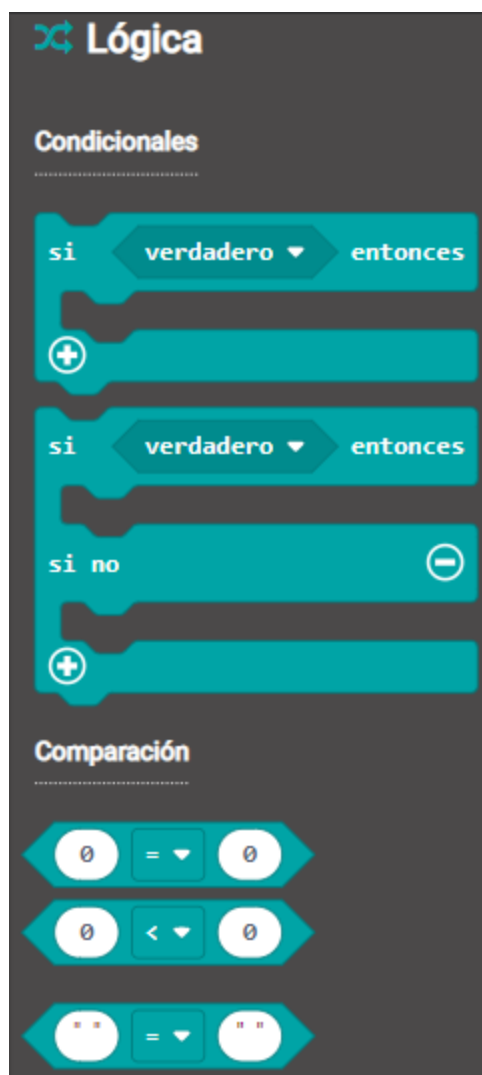 Lógica
Condicionales
si verdadero entonces
si verdadero entonces
si no
Comparación
0 = 0
0 < 0
" " = " "